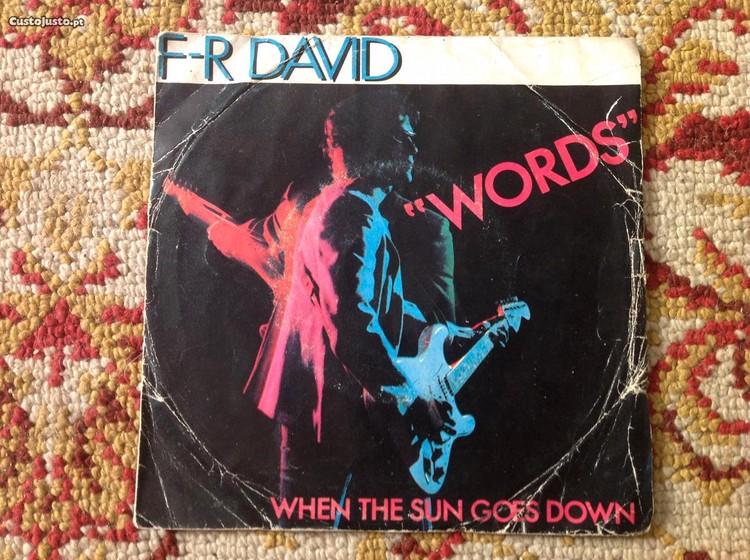 CustoJusto.pt
F-R DAVID
"WORDS"
WHEN THE SUN GOES DOWN